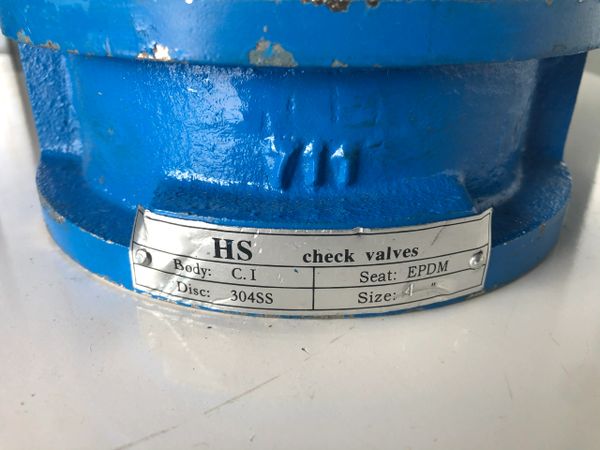 HS check valves
Body: C.I Seat: EPDM
Disc: 304SS Size: 4 "